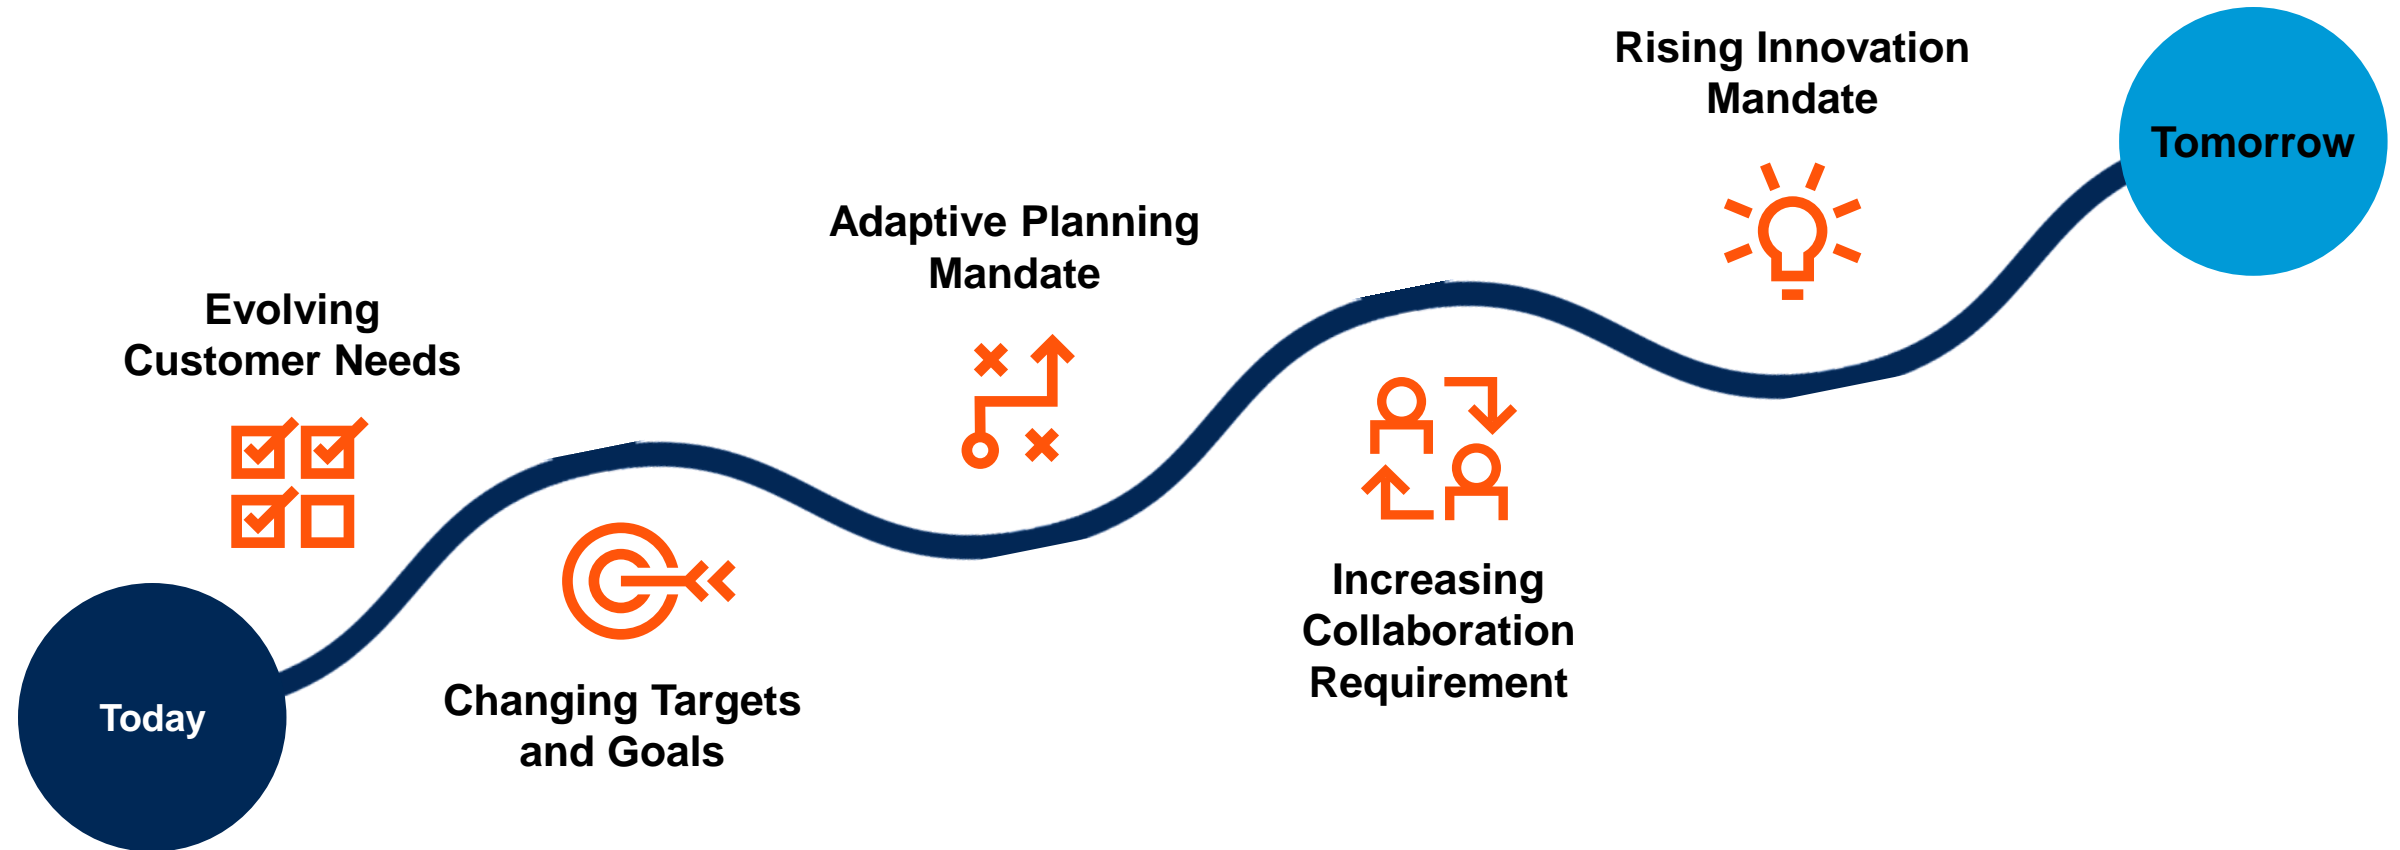 Today
Evolving
Customer Needs
Changing Targets
and Goals
Adaptive Planning
Mandate
Increasing
Collaboration
Requirement
Rising Innovation
Mandate
Tomorrow